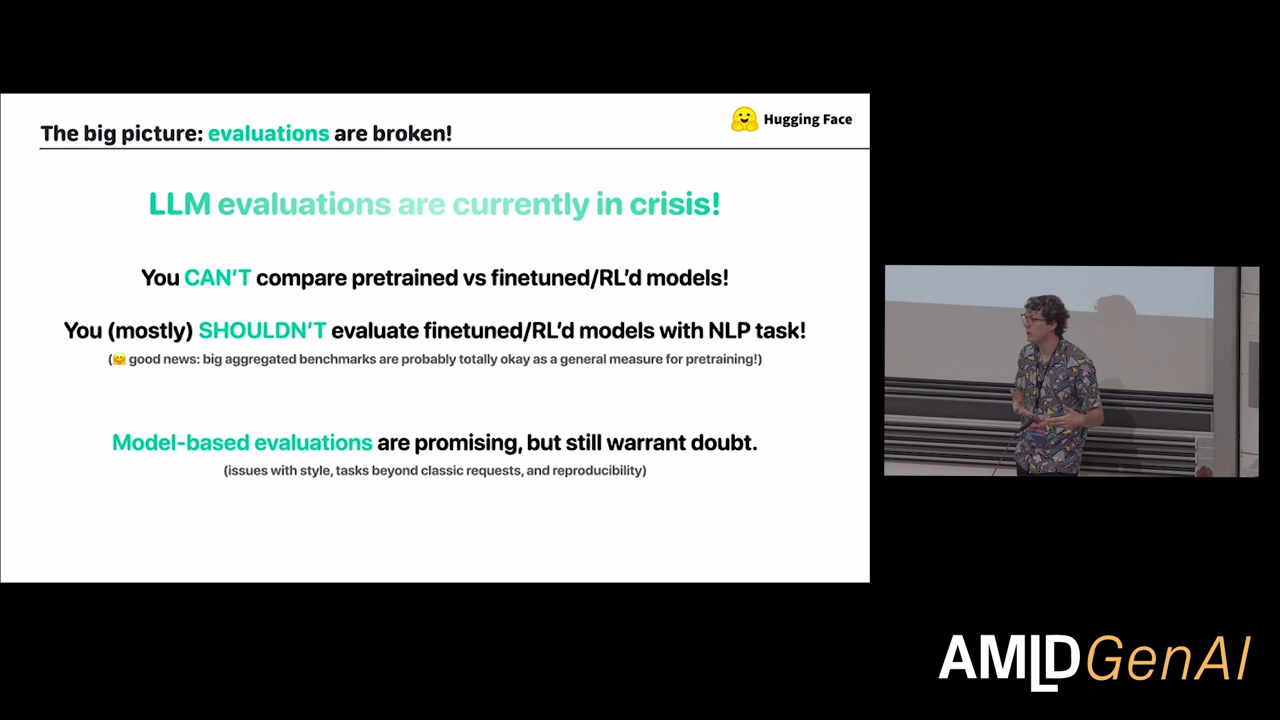 The big picture: evaluations are broken!
Hugging Face
LLM evaluations are currently in crisis!
You CAN'T compare pretrained vs finetuned/RL'd models!
You (mostly) SHOULDN'T evaluate finetuned/RL'd models with NLP task!
(🤗 good news: big aggregated benchmarks are probably totally okay as a general measure for pretraining!)
Model-based evaluations are promising, but still warrant doubt.
(issues with style, tasks beyond classic requests, and reproducibility)
AMLD GenAI